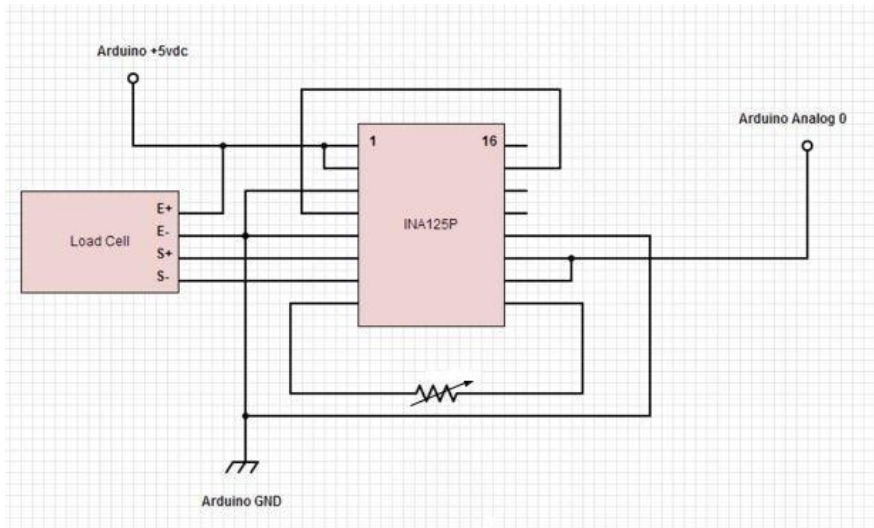 Arduino +5vdc
Arduino Analog 0
1
16
E+
E-
S+
S-
Load Cell
INA125P
Arduino GND